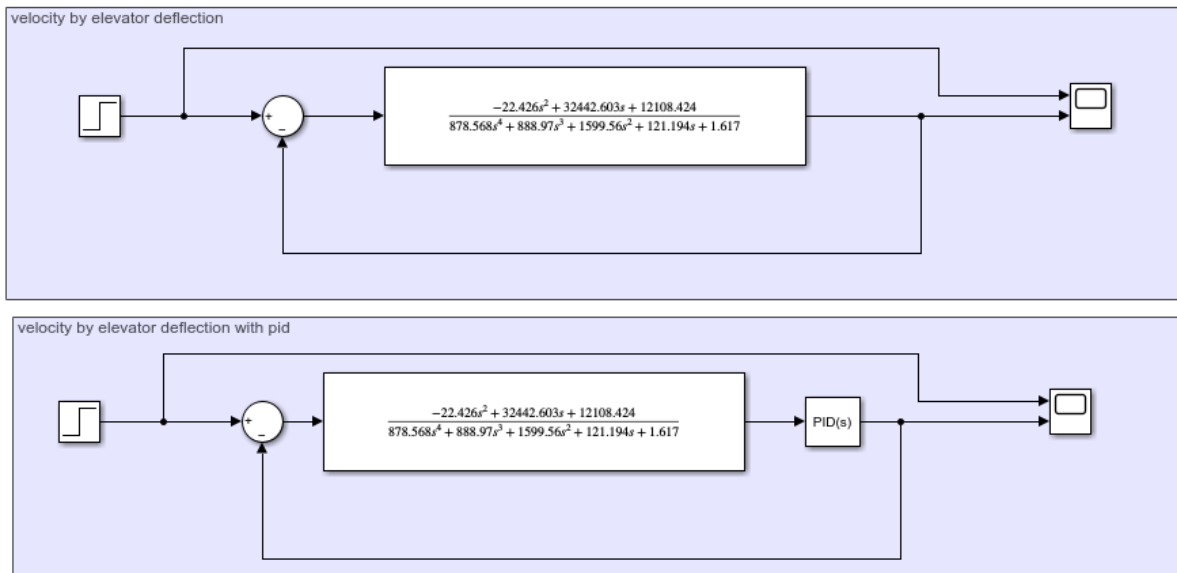 velocity by elevator deflection
+
−
−22.426s² + 32442.603s + 12108.424
878.568s⁴ + 888.97s³ + 1599.56s² + 121.194s + 1.617
velocity by elevator deflection with pid
+
−
−22.426s² + 32442.603s + 12108.424
878.568s⁴ + 888.97s³ + 1599.56s² + 121.194s + 1.617
PID(s)